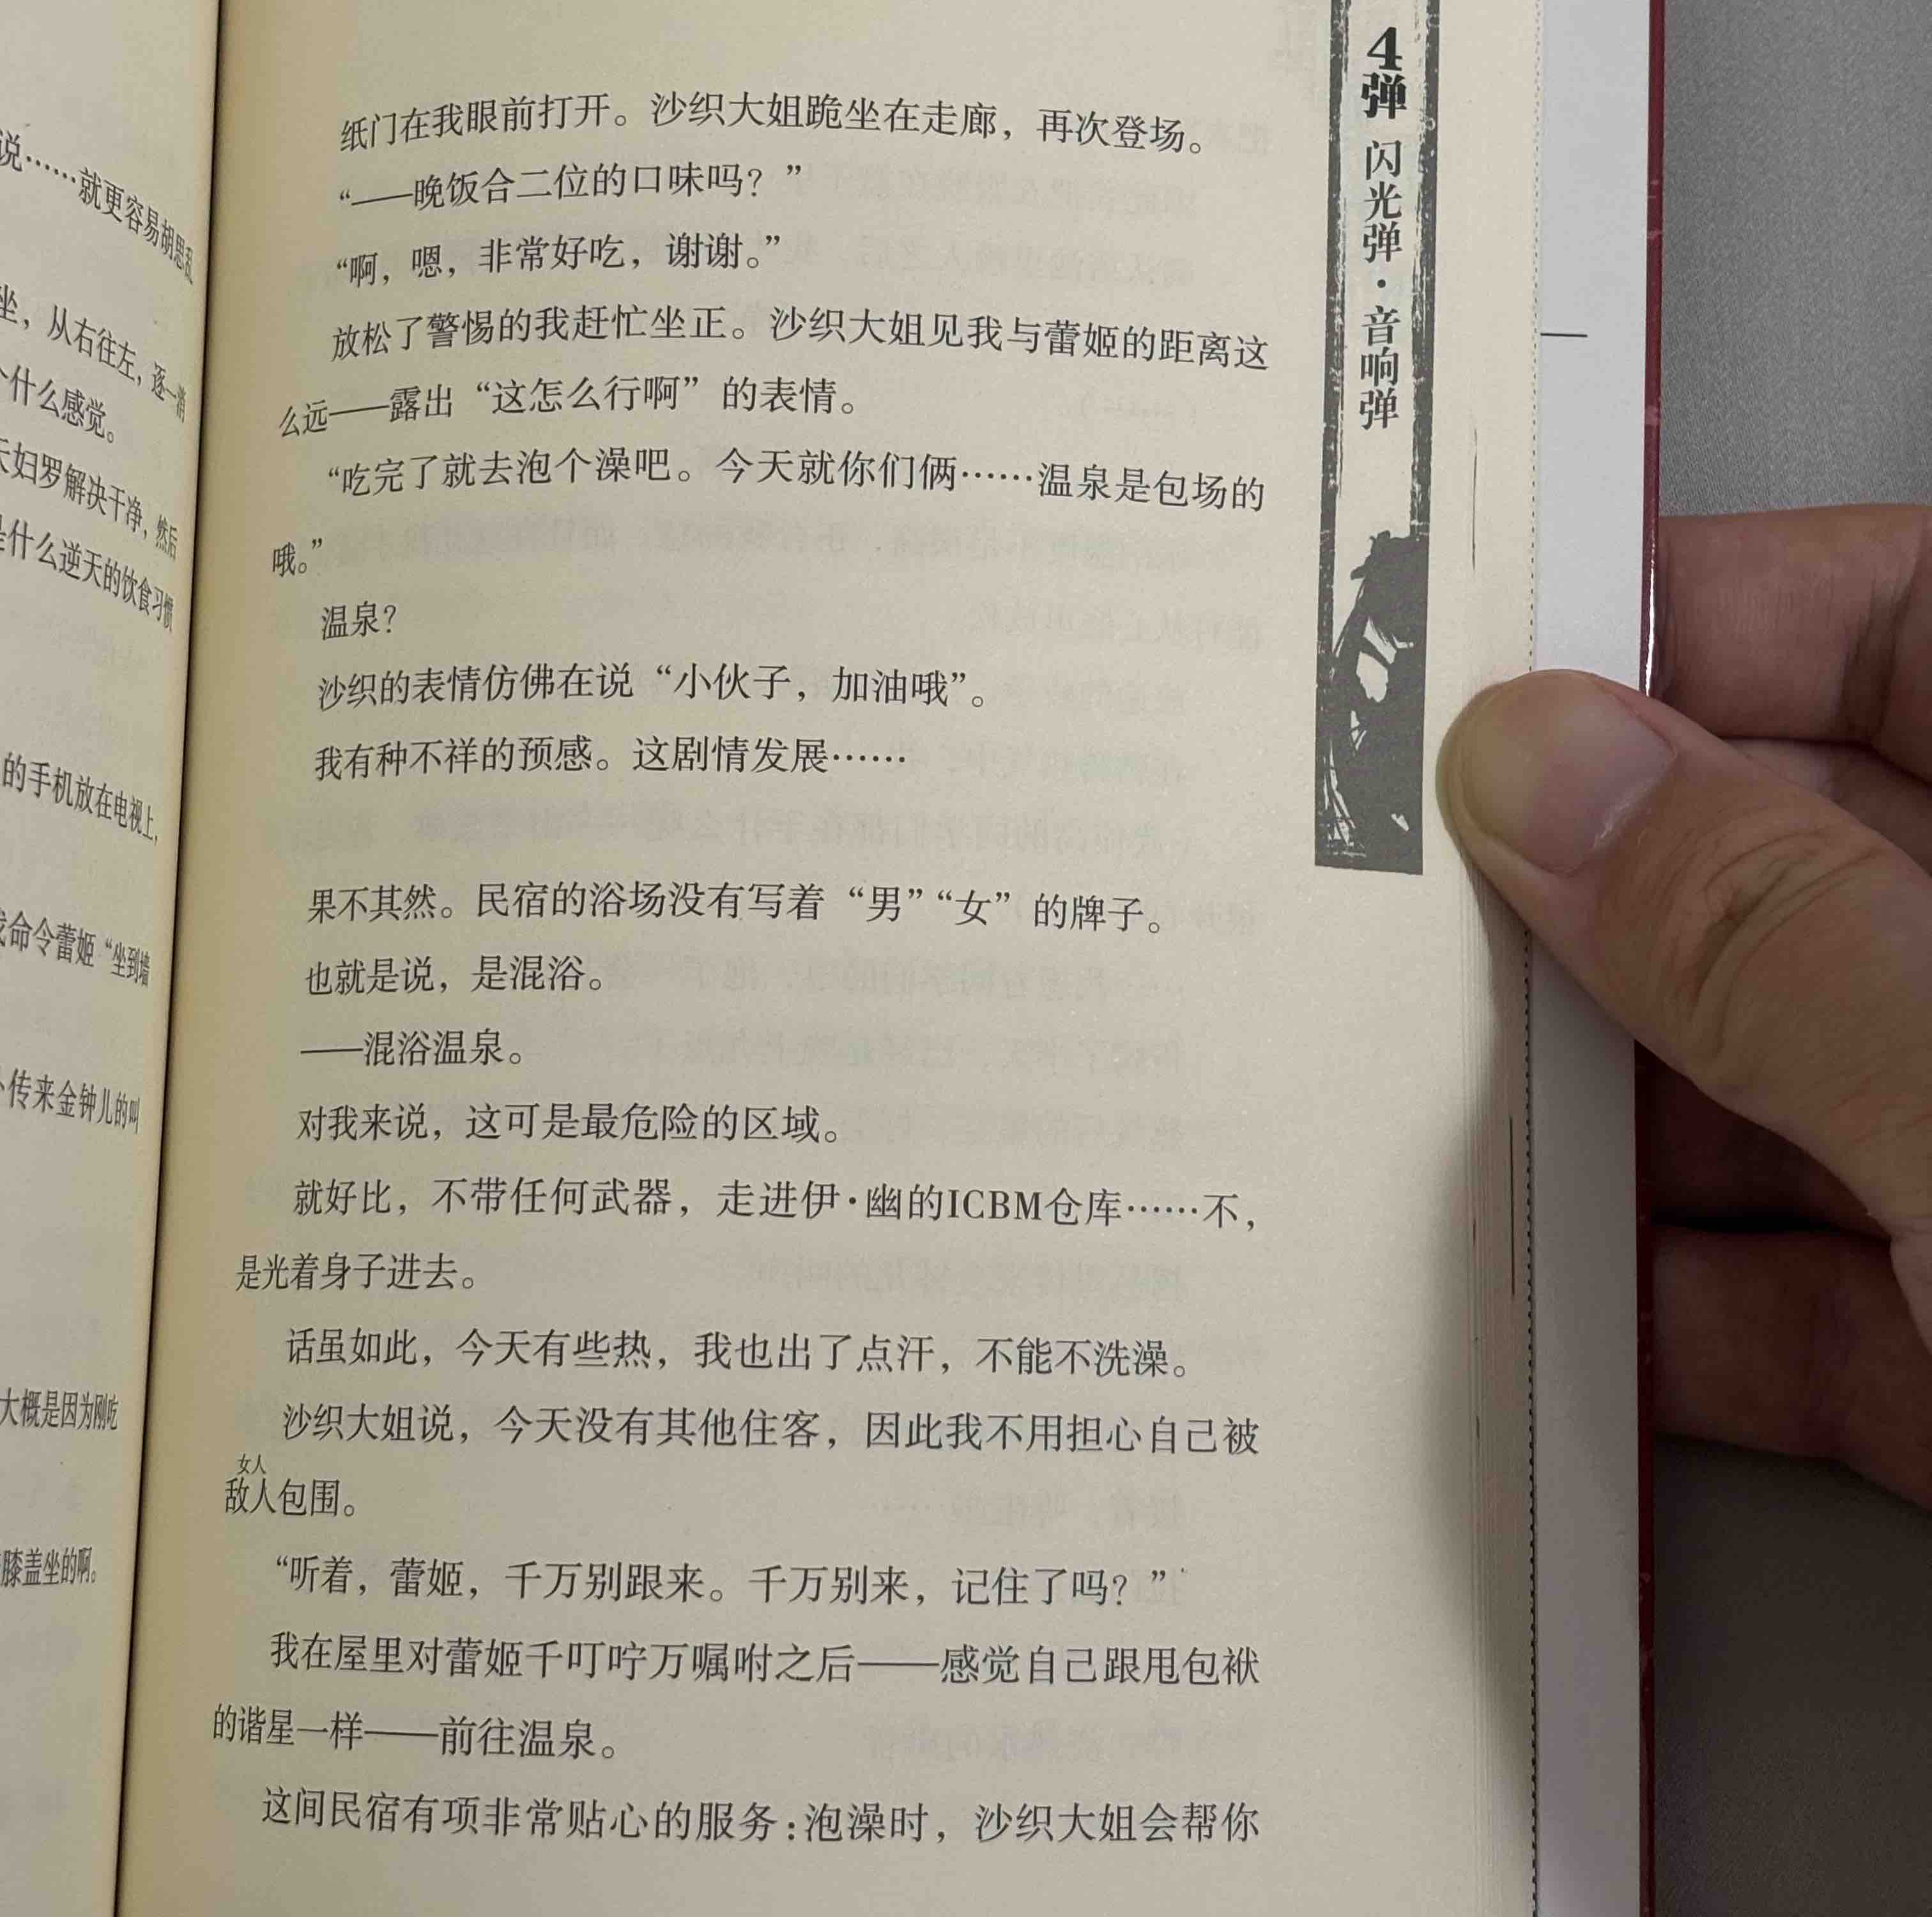 说……就更容易胡思乱
坐，从右往左，逐一消
个什么感觉。
天妇罗解决干净，然后
是什么逆天的饮食习惯
的手机放在电视上，
我命令蕾姬“坐到墙
传来金钟儿的叫
大概是因为刚吃
膝盖坐的啊。
纸门在我眼前打开。沙织大姐跪坐在走廊，再次登场。
“——晚饭合二位的口味吗？”
“啊，嗯，非常好吃，谢谢。”
放松了警惕的我赶忙坐正。沙织大姐见我与蕾姬的距离这
么远——露出“这怎么行啊”的表情。
“吃完了就去泡个澡吧。今天就你们俩……温泉是包场的
哦。”
温泉？
沙织的表情仿佛在说“小伙子，加油哦”。
我有种不祥的预感。这剧情发展……
果不其然。民宿的浴场没有写着“男”“女”的牌子。
也就是说，是混浴。
——混浴温泉。
对我来说，这可是最危险的区域。
就好比，不带任何武器，走进伊·幽的ICBM仓库……不，
是光着身子进去。
话虽如此，今天有些热，我也出了点汗，不能不洗澡。
沙织大姐说，今天没有其他住客，因此我不用担心自己被
女人
敌人包围。
“听着，蕾姬，千万别跟来。千万别来，记住了吗？”
我在屋里对蕾姬千叮咛万嘱咐之后——感觉自己跟甩包袱
的谐星一样——前往温泉。
这间民宿有项非常贴心的服务：泡澡时，沙织大姐会帮你
4弹 闪光弹·音响弹